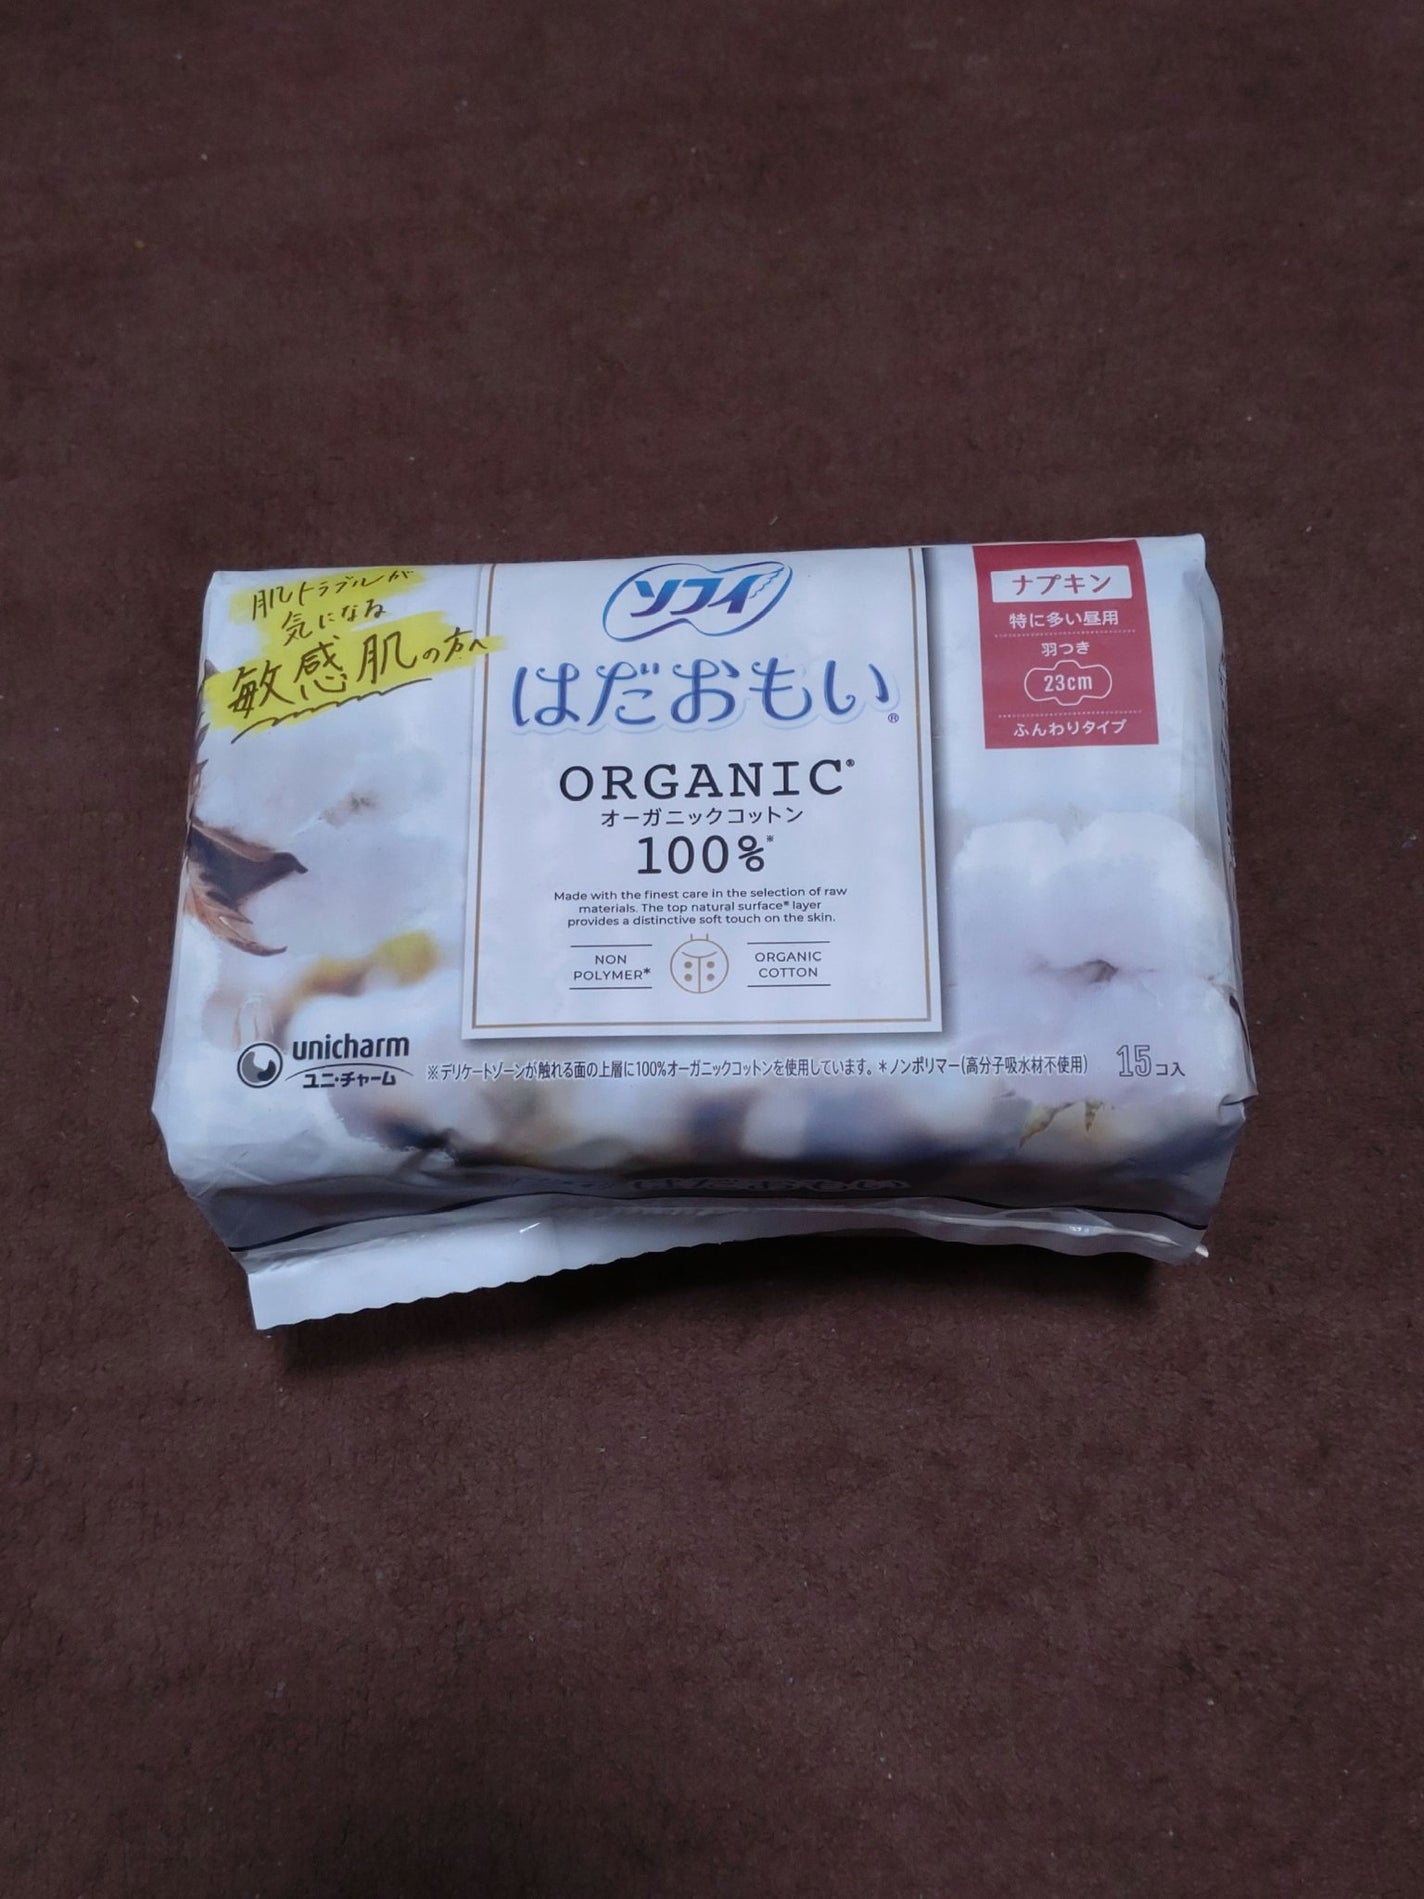 肌トラブルが
気になる
敏感肌の方へ
ソフィ
はだおもい®
ORGANIC®
オーガニックコットン
100%※
Made with the finest care in the selection of raw
materials. The top natural surface* layer
provides a distinctive soft touch on the skin.
NON
POLYMER*
ORGANIC
COTTON
ナプキン
特に多い昼用
羽つき
23cm
ふんわりタイプ
unicharm
ユニ・チャーム
※デリケートゾーンが触れる面の上層に100%オーガニックコットンを使用しています。*ノンポリマー(高分子吸水材不使用)
15コ入
はだおもい